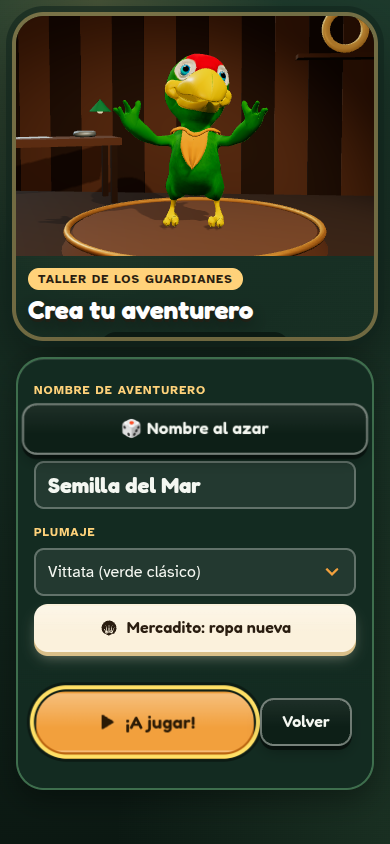 TALLER DE LOS GUARDIANES
Crea tu aventurero
NOMBRE DE AVENTURERO
Nombre al azar
Semilla del Mar
PLUMAJE
Vittata (verde clásico)
Mercadito: ropa nueva
¡A jugar!
Volver